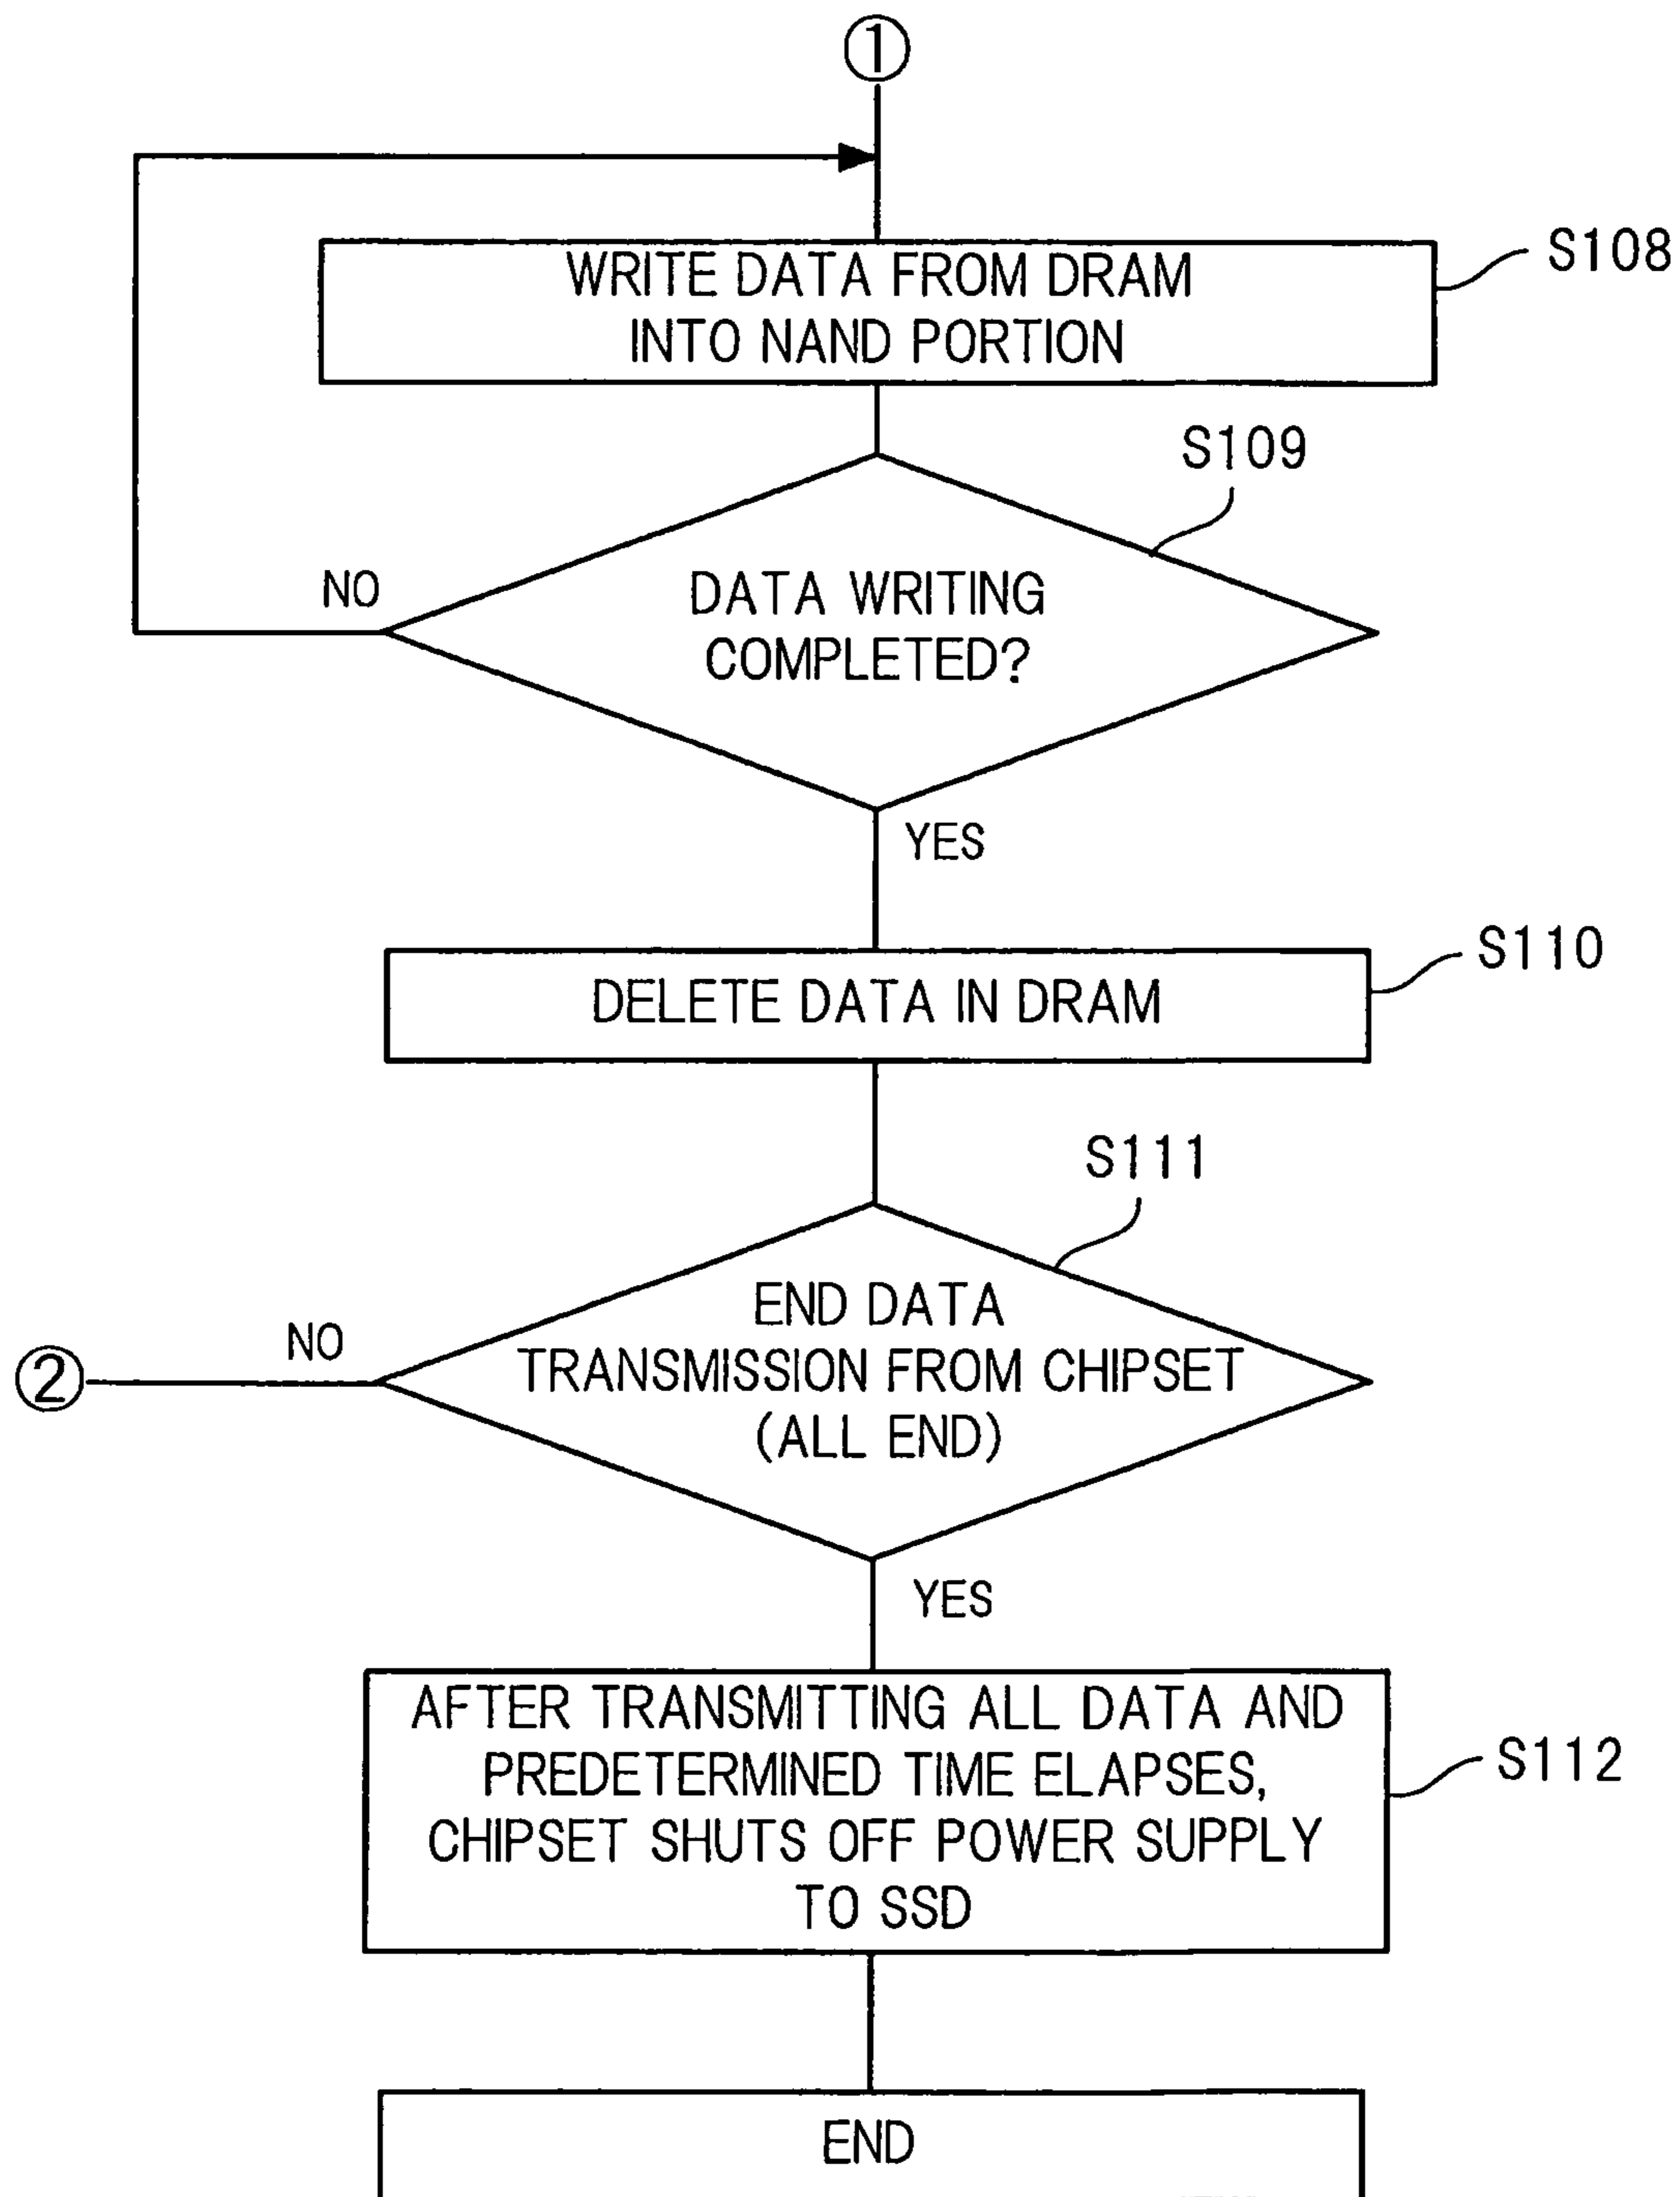 ①
WRITE DATA FROM DRAM
INTO NAND PORTION
S108
S109
NO
DATA WRITING
COMPLETED?
YES
DELETE DATA IN DRAM
S110
S111
END DATA
TRANSMISSION FROM CHIPSET
(ALL END)
NO
②
YES
AFTER TRANSMITTING ALL DATA AND
PREDETERMINED TIME ELAPSES,
CHIPSET SHUTS OFF POWER SUPPLY
TO SSD
S112
END